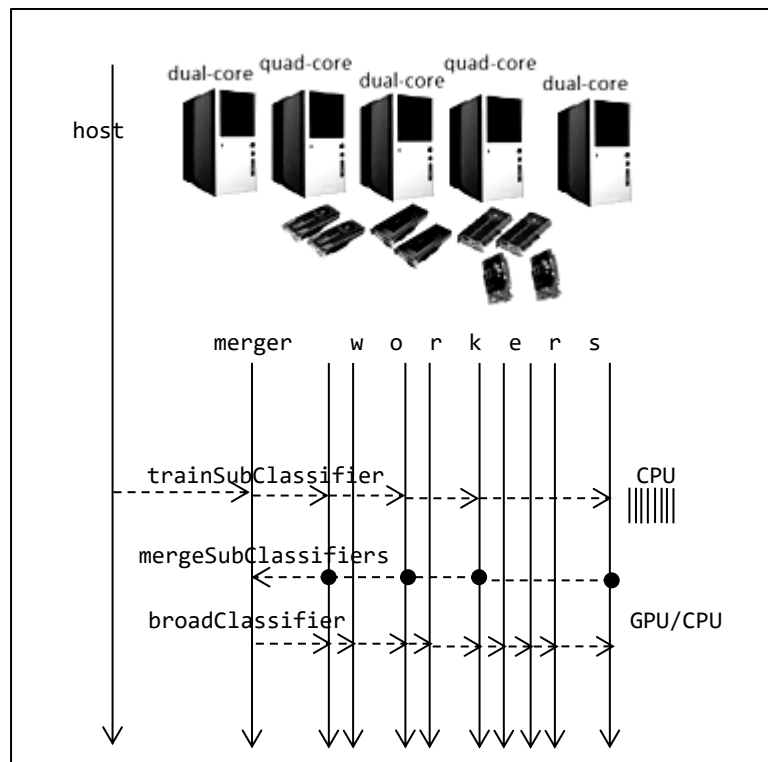 dual-core
quad-core
dual-core
quad-core
dual-core
host
merger
w o r k e r s
trainSubClassifier
CPU
mergeSubClassifiers
broadClassifier
GPU/CPU